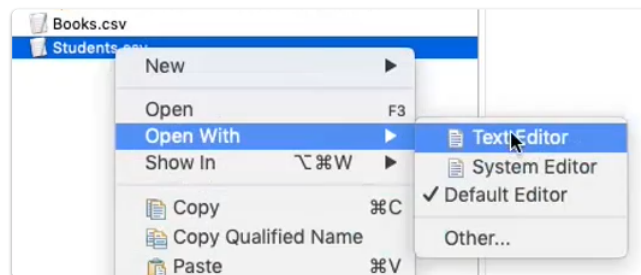 Books.csv
Students.csv
New
Open F3
Open With
Show In ⌥⌘W
Copy ⌘C
Copy Qualified Name
Paste ⌘V
Text Editor
System Editor
✓ Default Editor
Other...